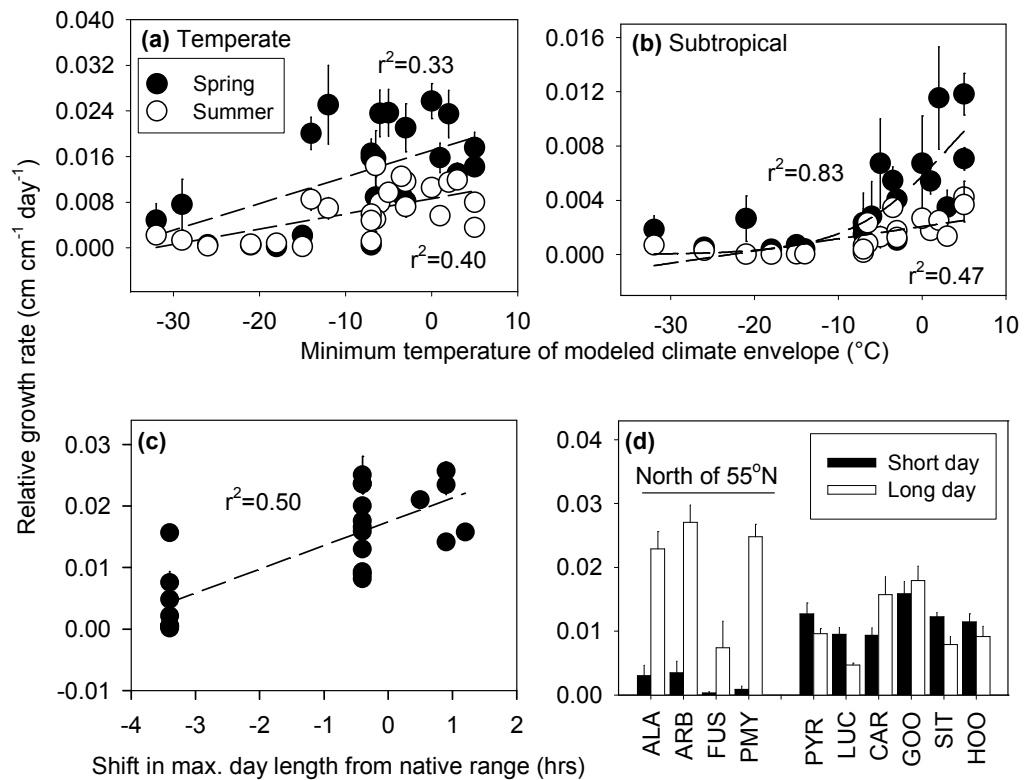 (a) Temperate
r²=0.33
Spring
Summer
r²=0.40
0.040
0.032
0.024
0.016
0.008
0.000
-30 -20 -10 0 10
(b) Subtropical
r²=0.83
r²=0.47
0.016
0.012
0.008
0.004
0.000
-30 -20 -10 0 10
Minimum temperature of modeled climate envelope (°C)
Relative growth rate (cm cm⁻¹ day⁻¹)
(c)
r²=0.50
0.03
0.02
0.01
0.00
-0.01
-4 -3 -2 -1 0 1 2
Shift in max. day length from native range (hrs)
(d)
North of 55°N
Short day
Long day
0.04
0.03
0.02
0.01
0.00
ALA ARB FUS PMY PYR LUC CAR GOO SIT HOO